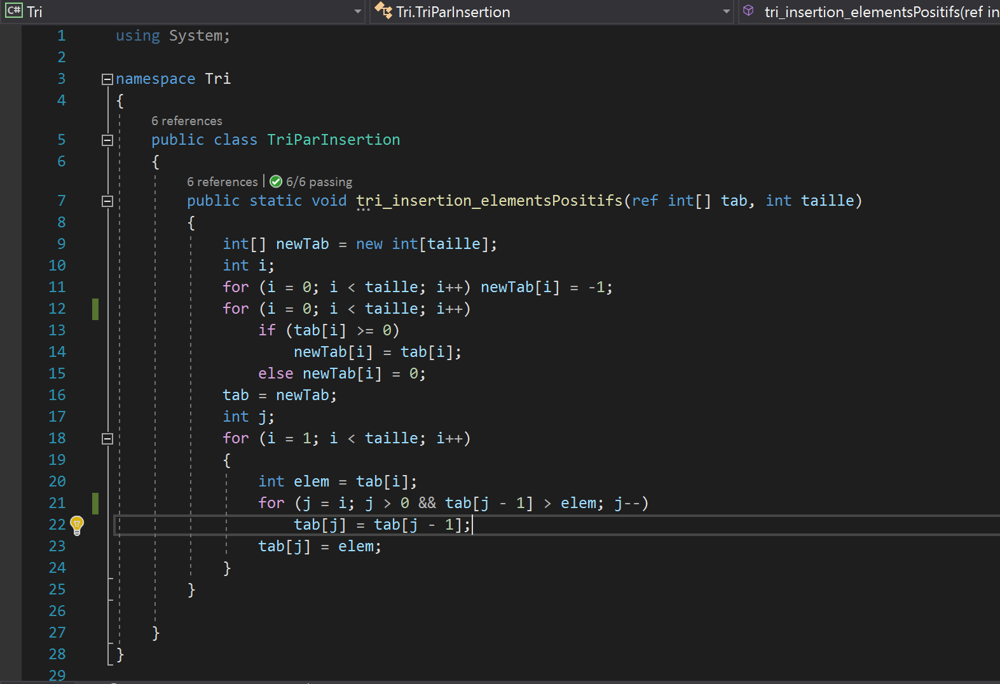 C# Tri Tri.TriParInsertion tri_insertion_elementsPositifs(ref in
1 using System;
2
3 namespace Tri
4 {
6 references
5 public class TriParInsertion
6 {
6 references | 6/6 passing
7 public static void tri_insertion_elementsPositifs(ref int[] tab, int taille)
8 {
9 int[] newTab = new int[taille];
10 int i;
11 for (i = 0; i < taille; i++) newTab[i] = -1;
12 for (i = 0; i < taille; i++)
13 if (tab[i] >= 0)
14 newTab[i] = tab[i];
15 else newTab[i] = 0;
16 tab = newTab;
17 int j;
18 for (i = 1; i < taille; i++)
19 {
20 int elem = tab[i];
21 for (j = i; j > 0 && tab[j - 1] > elem; j--)
22 tab[j] = tab[j - 1];
23 tab[j] = elem;
24 }
25 }
26
27 }
28 }
29